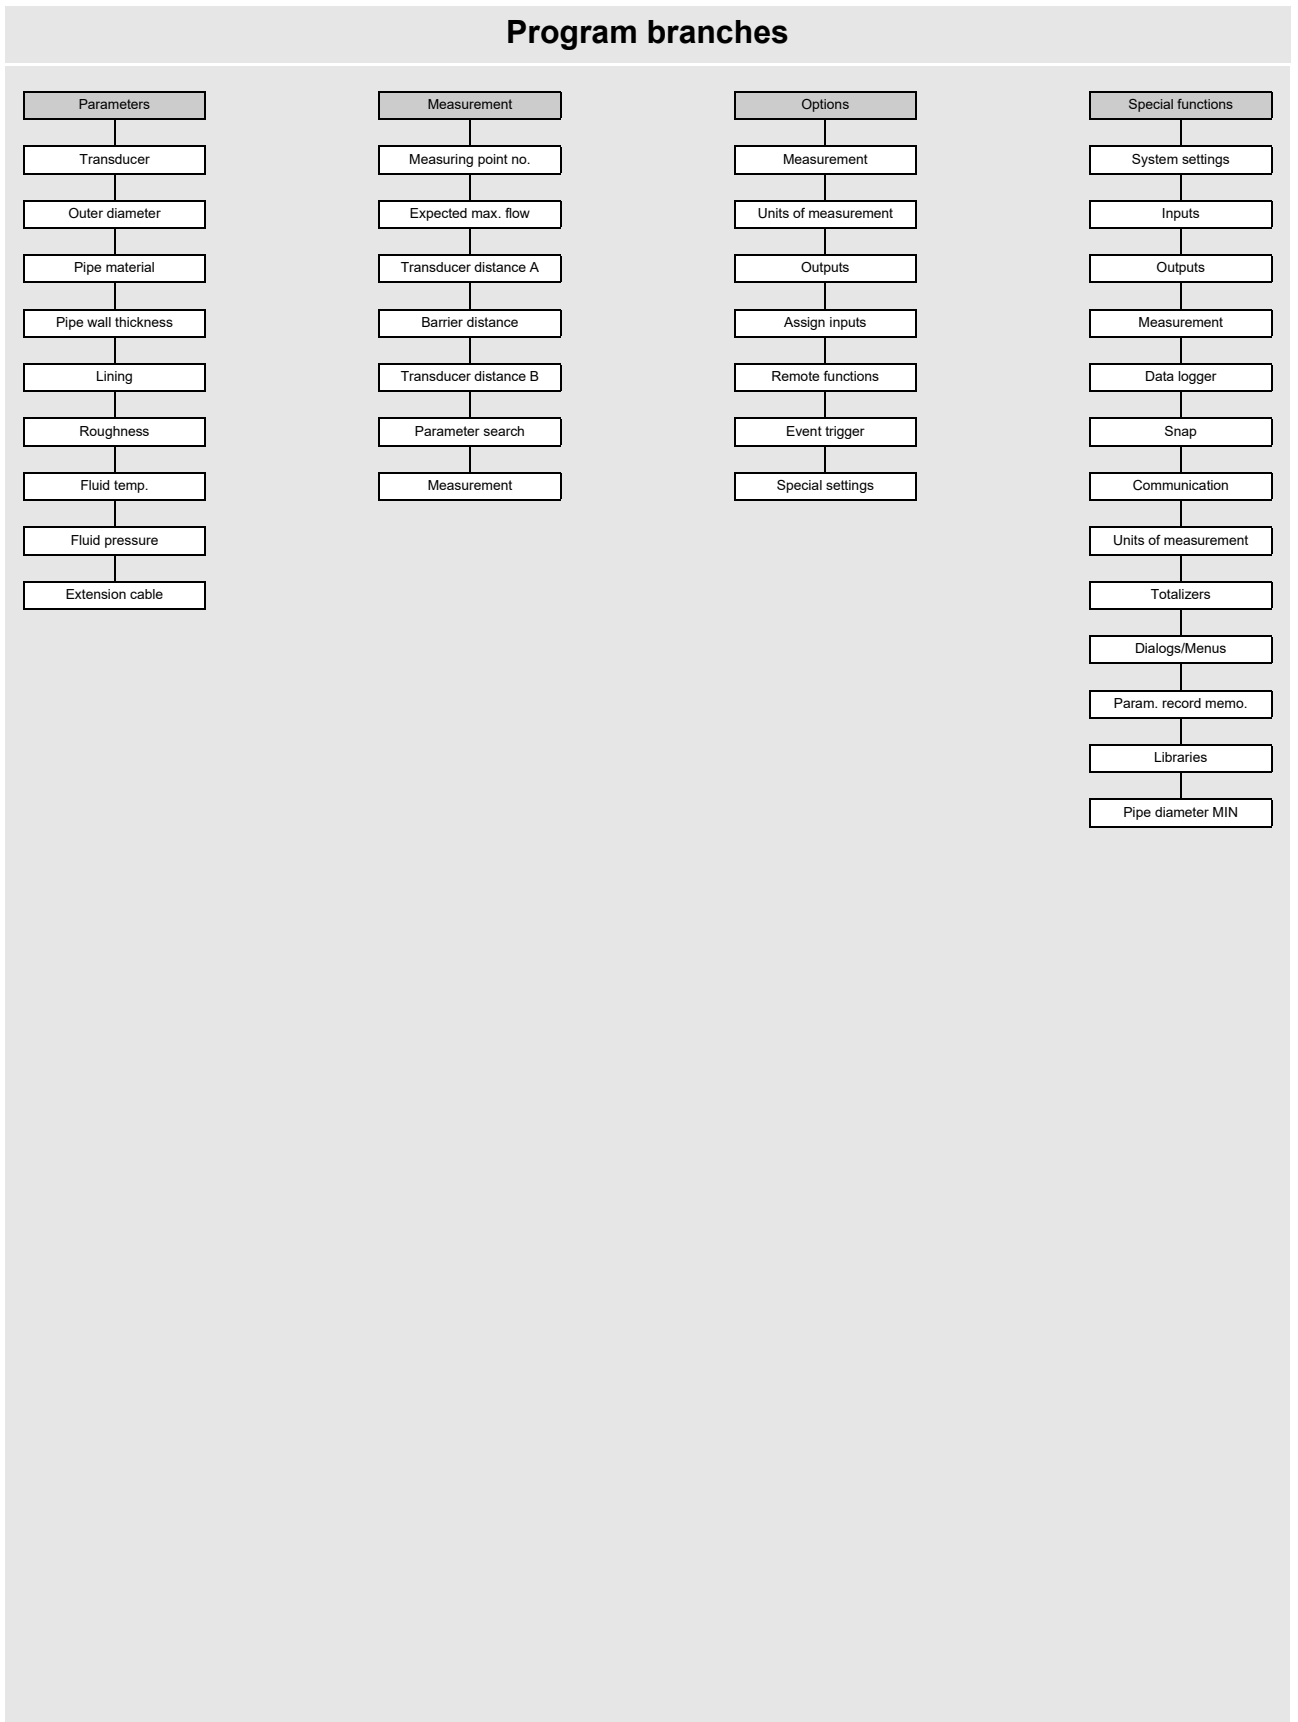 Program branches
Parameters
Transducer
Outer diameter
Pipe material
Pipe wall thickness
Lining
Roughness
Fluid temp.
Fluid pressure
Extension cable
Measurement
Measuring point no.
Expected max. flow
Transducer distance A
Barrier distance
Transducer distance B
Parameter search
Measurement
Options
Measurement
Units of measurement
Outputs
Assign inputs
Remote functions
Event trigger
Special settings
Special functions
System settings
Inputs
Outputs
Measurement
Data logger
Snap
Communication
Units of measurement
Totalizers
Dialogs/Menus
Param. record memo.
Libraries
Pipe diameter MIN